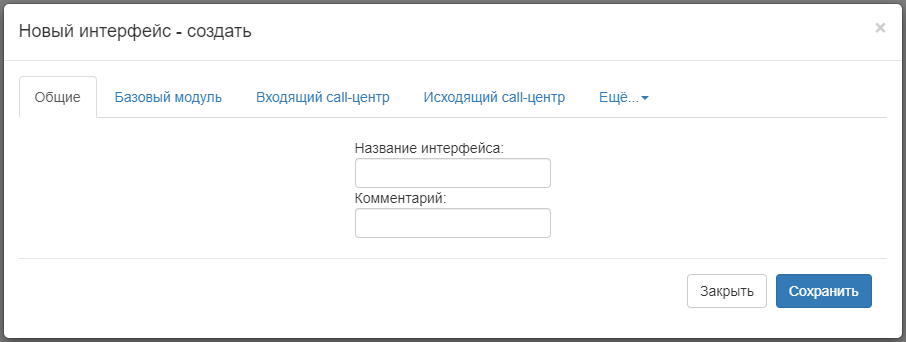 Новый интерфейс - создать
×
Общие Базовый модуль Входящий call-центр Исходящий call-центр Ещё...
Название интерфейса:
Комментарий:
Закрыть Сохранить